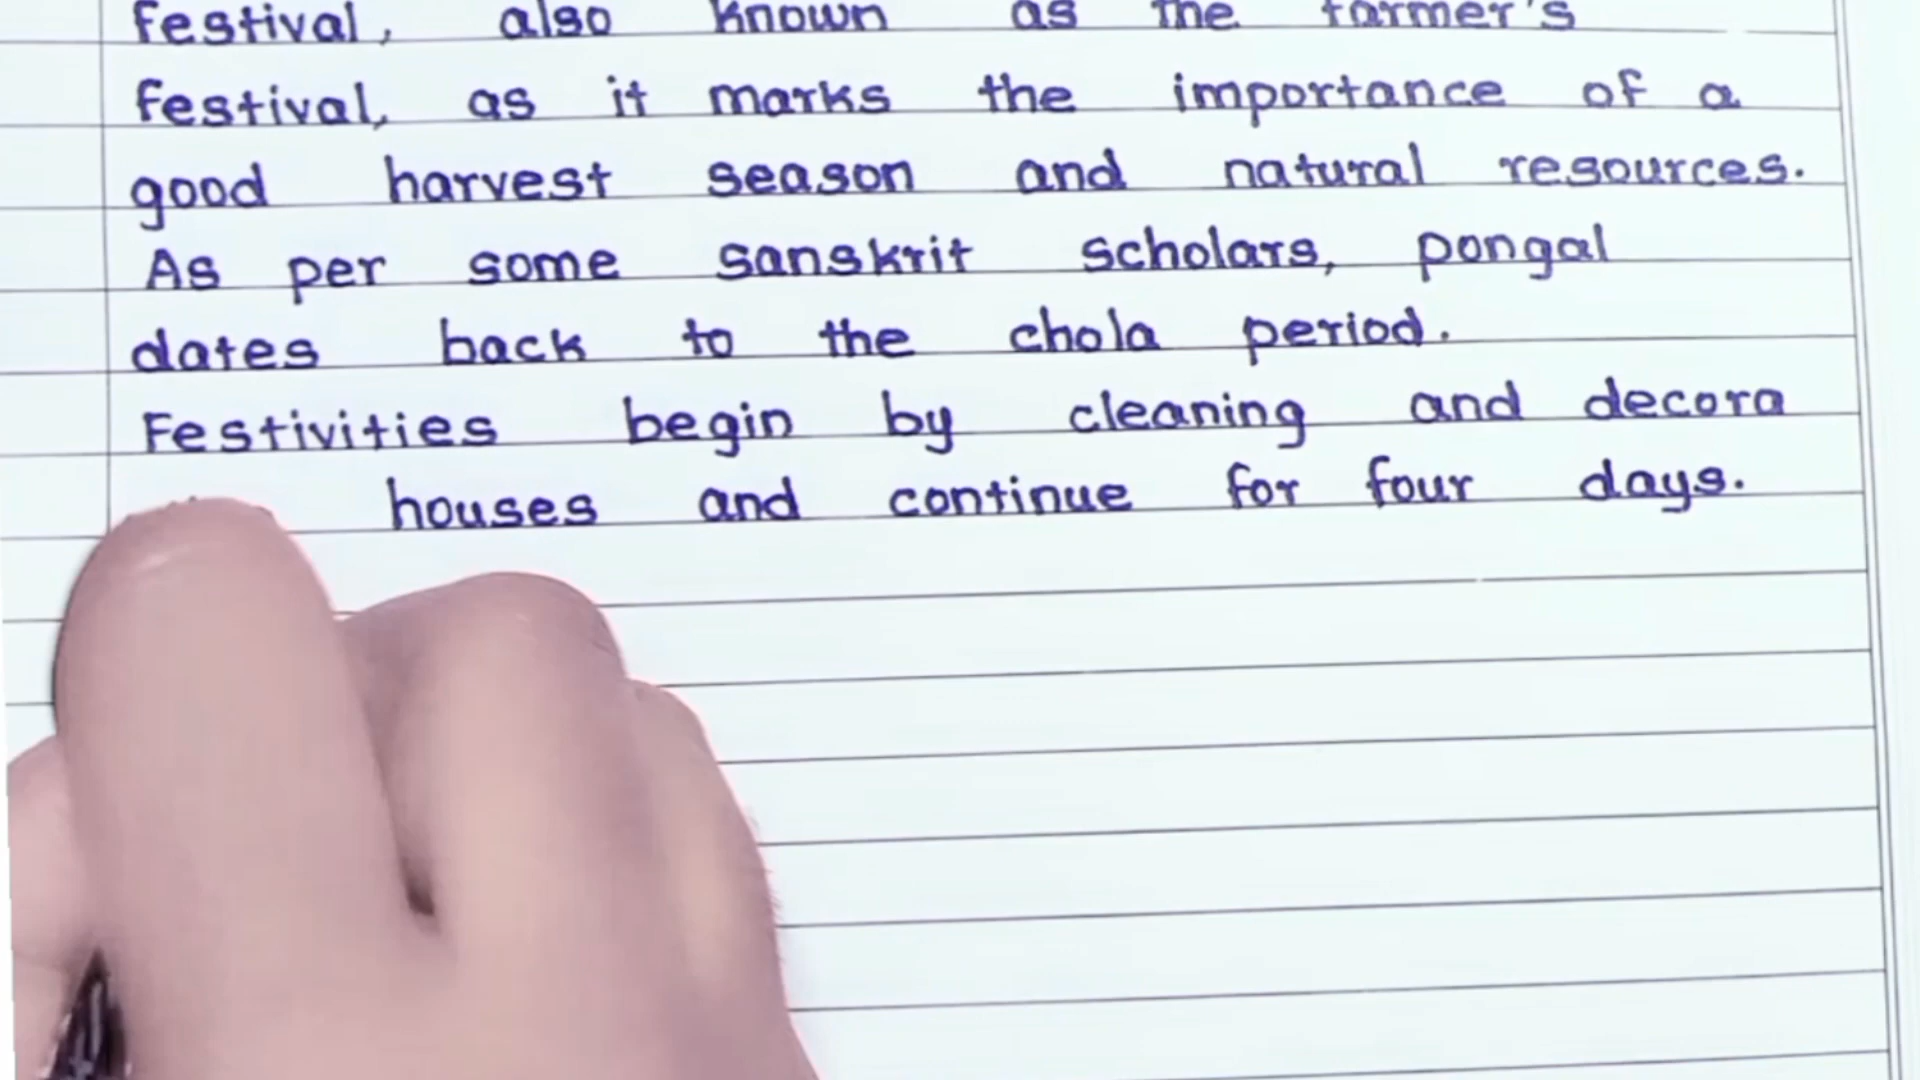 festival, also known as the farmer's
festival, as it marks the importance of a
good harvest season and natural resources.
As per some sanskrit scholars, pongal
dates back to the chola period.
Festivities begin by cleaning and decora
houses and continue for four days.